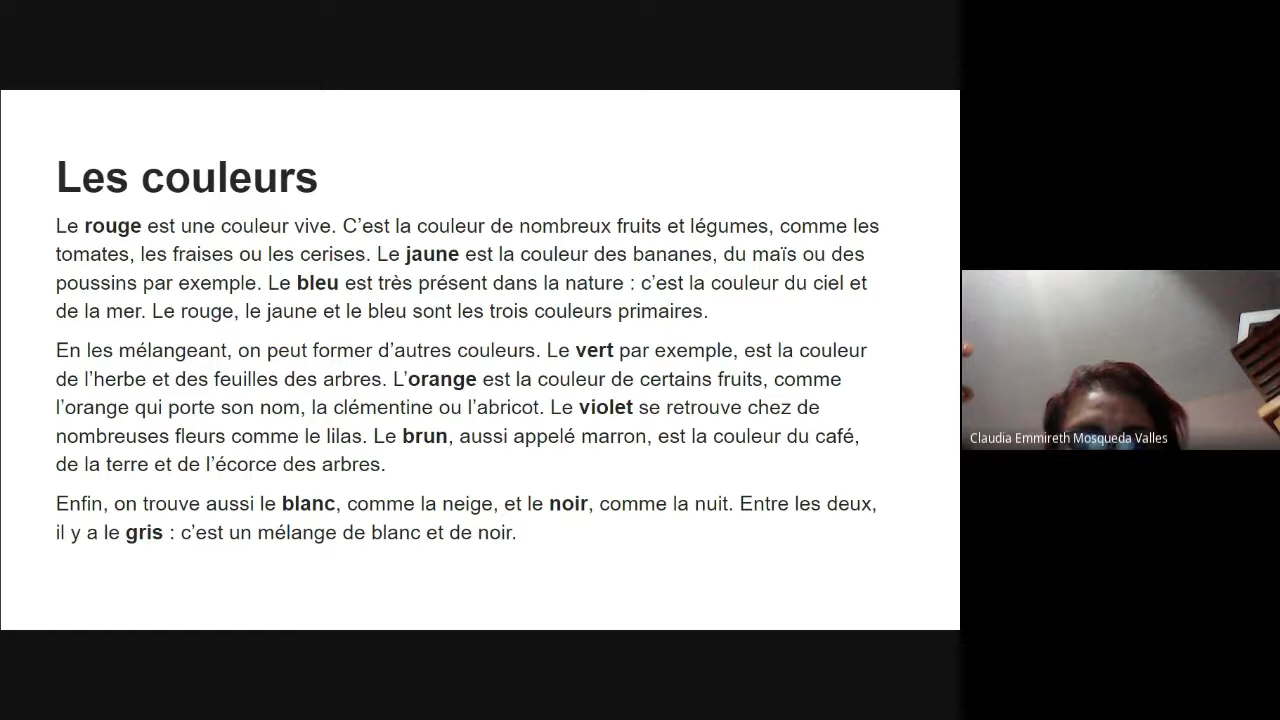 Les couleurs
Le rouge est une couleur vive. C’est la couleur de nombreux fruits et légumes, comme les
tomates, les fraises ou les cerises. Le jaune est la couleur des bananes, du maïs ou des
poussins par exemple. Le bleu est très présent dans la nature : c’est la couleur du ciel et
de la mer. Le rouge, le jaune et le bleu sont les trois couleurs primaires.
En les mélangeant, on peut former d’autres couleurs. Le vert par exemple, est la couleur
de l’herbe et des feuilles des arbres. L’orange est la couleur de certains fruits, comme
l’orange qui porte son nom, la clémentine ou l’abricot. Le violet se retrouve chez de
nombreuses fleurs comme le lilas. Le brun, aussi appelé marron, est la couleur du café,
de la terre et de l’écorce des arbres.
Enfin, on trouve aussi le blanc, comme la neige, et le noir, comme la nuit. Entre les deux,
il y a le gris : c’est un mélange de blanc et de noir.
Claudia Emmireth Mosqueda Valles